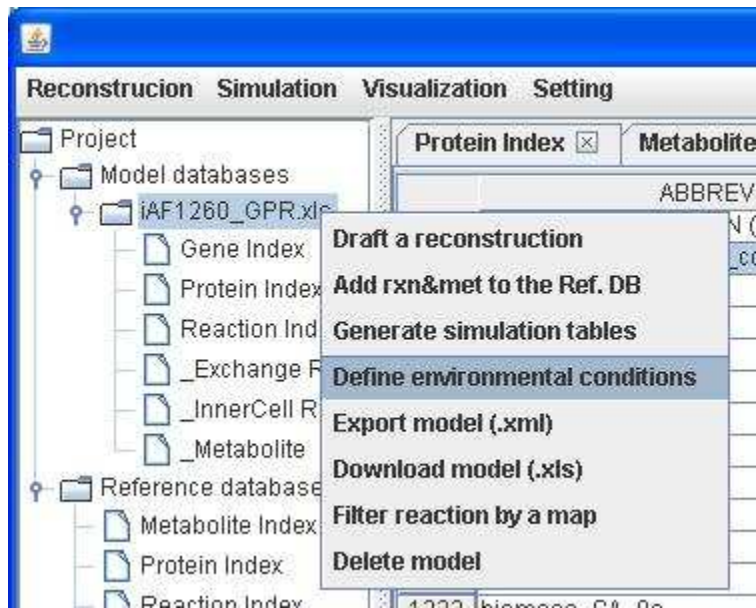 Reconstrucion Simulation Visualization Setting
Project
Protein Index Metabolite
Model databases
ABBREV
iAF1260_GPR.xls
N (
Draft a reconstruction
Gene Index
Add rxn&met to the Ref. DB
Protein Index
Generate simulation tables
Reaction Ind
Define environmental conditions
_Exchange R
Export model (.xml)
_InnerCell R
Download model (.xls)
_Metabolite
Reference database
Filter reaction by a map
Metabolite Index
Delete model
Protein Index
Reaction Index